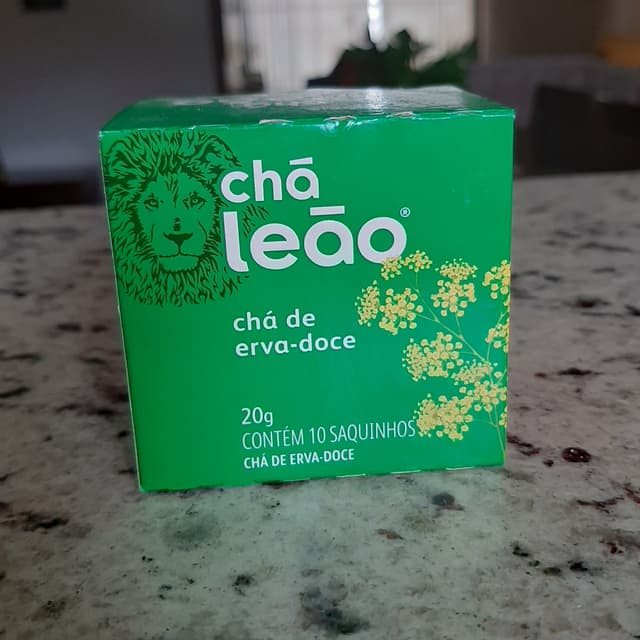 chá
leão®
chá de
erva-doce
20g
CONTÉM 10 SAQUINHOS
CHÁ DE ERVA-DOCE